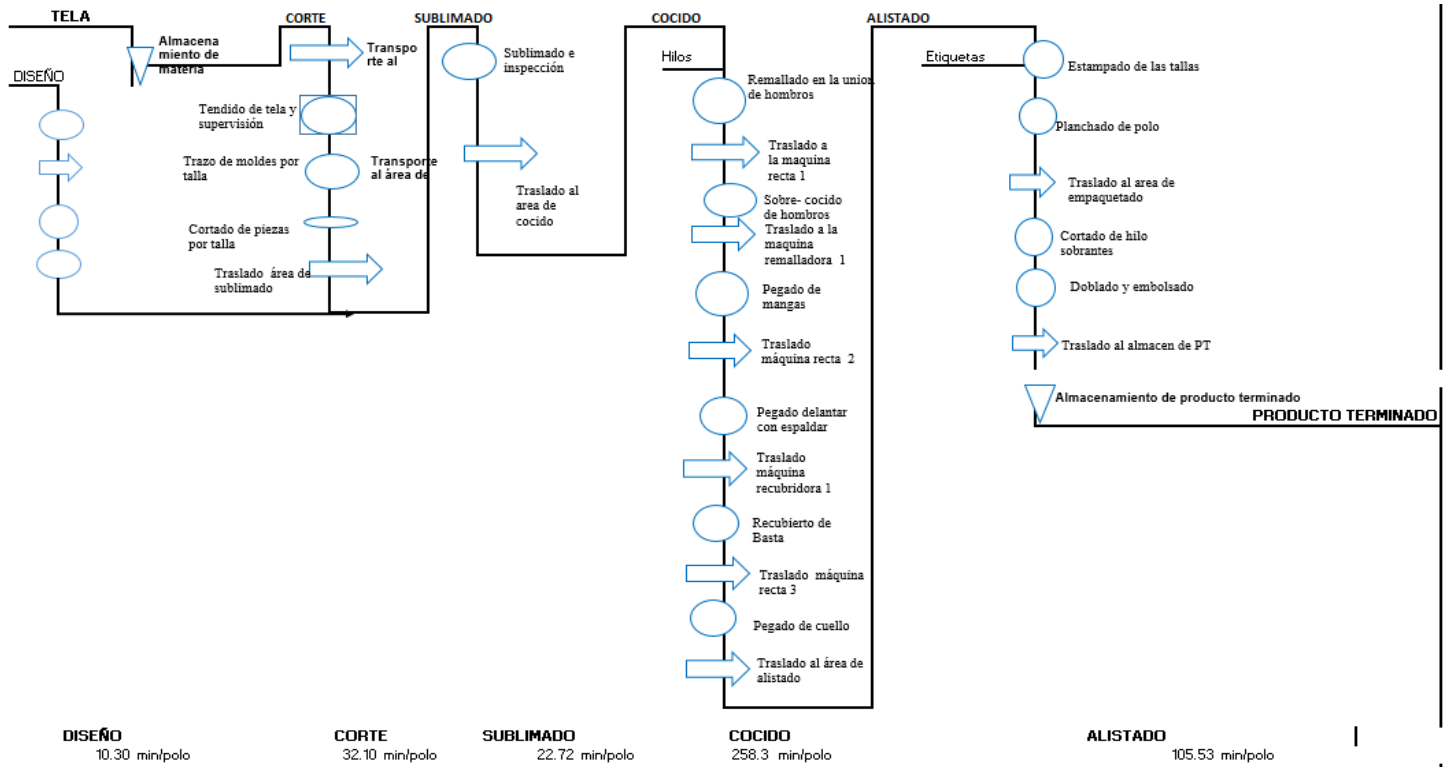 TELA
Almacena
miento de
materia
DISEÑO
CORTE
Transpo
rte al
Tendido de tela y
supervisión
Trazo de moldes por
talla
Transporte
al área de
Cortado de piezas
por talla
Traslado área de
sublimado
SUBLIMADO
Sublimado e
inspección
Traslado al
area de
cocido
COCIDO
Hilos
Remallado en la union
de hombros
Traslado a
la maquina
recta 1
Sobre- cocido
de hombros
Traslado a la
maquina
remalladora 1
Pegado de
mangas
Traslado
máquina recta 2
Pegado delantar
con espaldar
Traslado
máquina
recubridora 1
Recubierto de
Basta
Traslado máquina
recta 3
Pegado de cuello
Traslado al área de
alistado
ALISTADO
Etiquetas
Estampado de las tallas
Planchado de polo
Traslado al area de
empaquetado
Cortado de hilo
sobrantes
Doblado y embolsado
Traslado al almacen de PT
Almacenamiento de producto terminado
PRODUCTO TERMINADO
DISEÑO
10.30 min/polo
CORTE
32.10 min/polo
SUBLIMADO
22.72 min/polo
COCIDO
258.3 min/polo
ALISTADO
105.53 min/polo